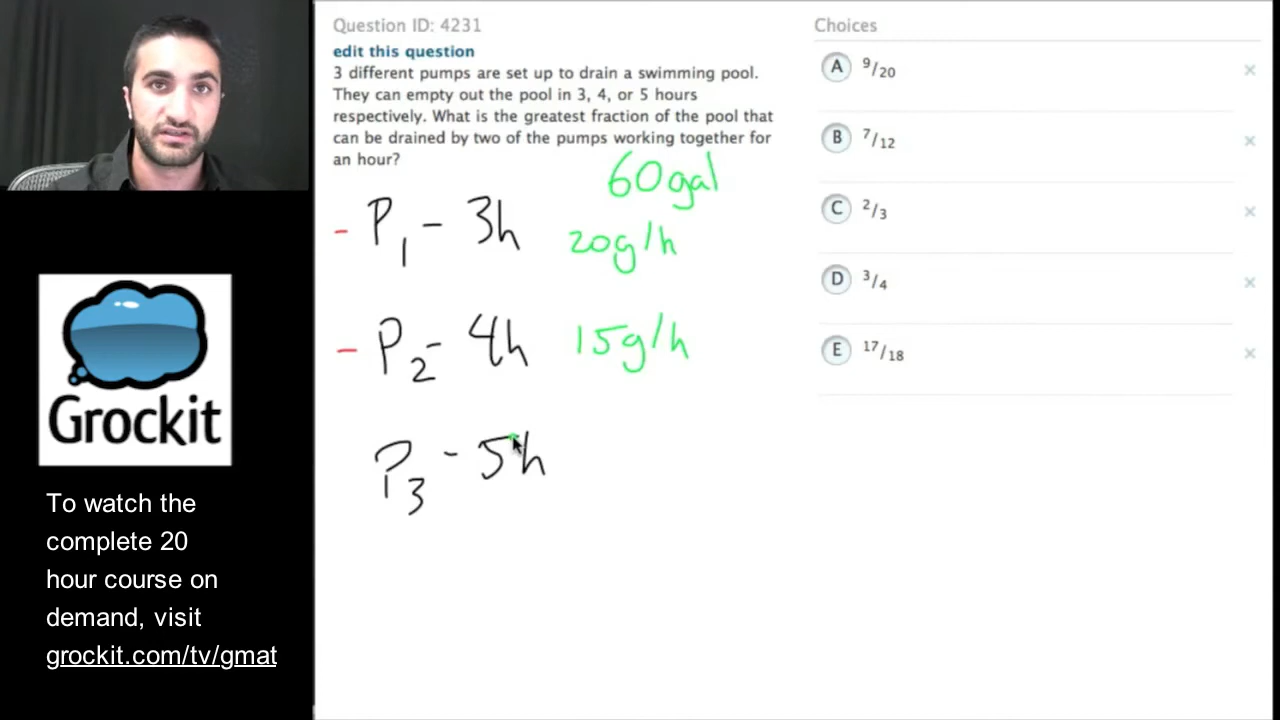 Question ID: 4231
edit this question
3 different pumps are set up to drain a swimming pool.
They can empty out the pool in 3, 4, or 5 hours
respectively. What is the greatest fraction of the pool that
can be drained by two of the pumps working together for
an hour?
60 gal
- P1 - 3h 20g/h
- P2 - 4h 15g/h
P3 - 5h
Choices
A 9/20 ×
B 7/12 ×
C 2/3 ×
D 3/4 ×
E 17/18 ×
Grockit
To watch the
complete 20
hour course on
demand, visit
grockit.com/tv/gmat